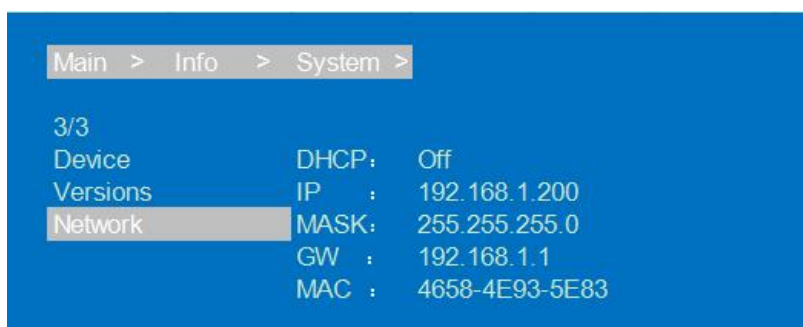 Main > Info > System >
3/3
Device DHCP： Off
Versions IP ： 192.168.1.200
Network MASK： 255.255.255.0
GW ： 192.168.1.1
MAC ： 4658-4E93-5E83